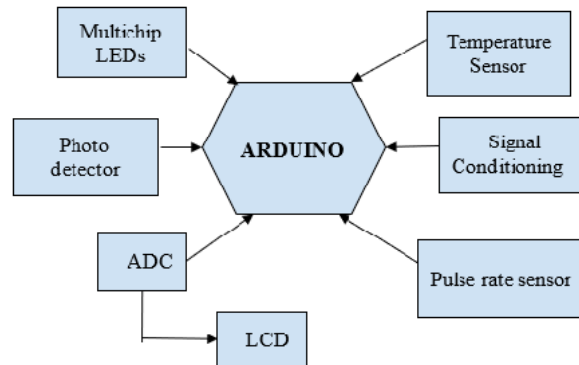 Multichip
LEDs
Temperature
Sensor
Photo
detector
ARDUINO
Signal
Conditioning
ADC
Pulse rate sensor
LCD